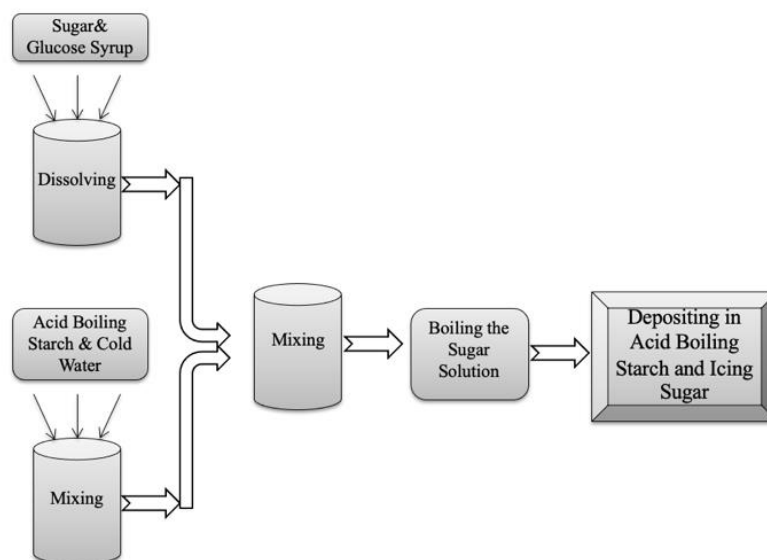 Sugar&
Glucose Syrup
Dissolving
Acid Boiling
Starch & Cold
Water
Mixing
Mixing
Boiling the
Sugar
Solution
Depositing in
Acid Boiling
Starch and Icing
Sugar